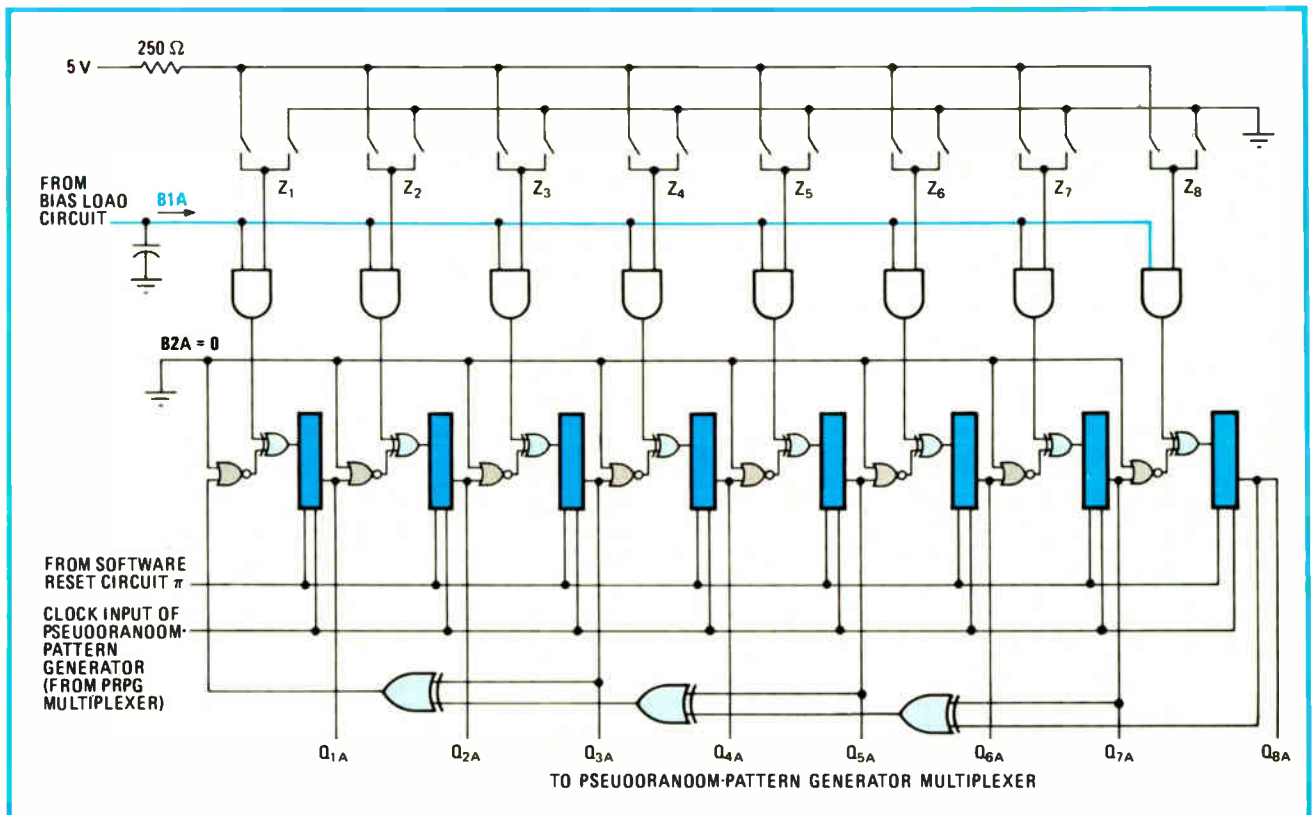 250 Ω
5 V
Z1 Z2 Z3 Z4 Z5 Z6 Z7 Z8
FROM
BIAS LOAO
CIRCUIT
B1A
B2A = 0
FROM SOFTWARE
RESET CIRCUIT π
CLOCK INPUT OF
PSEUOORANOOM-
PATTERN
GENERATOR
(FROM PRPG
MULTIPLEXER)
Q1A Q2A Q3A Q4A Q5A Q6A Q7A Q8A
TO PSEUOORANOOM-PATTERN GENERATOR MULTIPLEXER